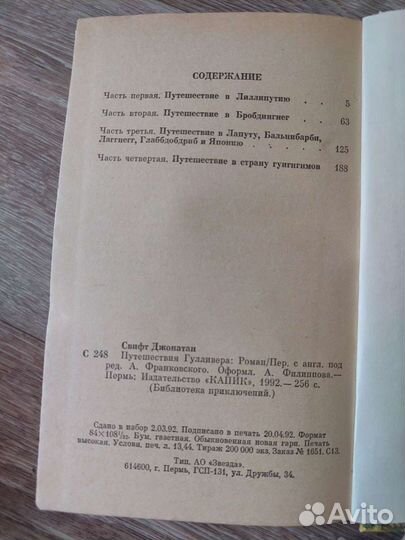 СОДЕРЖАНИЕ
Часть первая. Путешествие в Лиллипутию . . 5
Часть вторая. Путешествие в Бробдингнег . . 63
Часть третья. Путешествие в Лапуту, Бальнибарби,
Лаггнегг, Глаббдобдриб и Японию . . . . 125
Часть четвертая. Путешествие в страну гуигнгнмов 188
Свифт Джонатан
С 248 Путешествия Гулливера: Роман/Пер. с англ. под
ред. А. Франковского. Оформл. А. Филиппова.—
Пермь: Издательство «КАПИК», 1992.— 256 с.
(Библиотека приключений.)
Сдано в набор 2.03.92. Подписано в печать 20.04.92. Формат
84×108¹/₃₂. Бум. газетная. Обыкновенная новая гарн. Печать
высокая. Условн. печ. л. 13,44. Тираж 200 000 экз. Заказ № 1651. С13.
Тип. АО «Звезда».
614600, г. Пермь, ГСП-131, ул. Дружбы, 34.
Avito